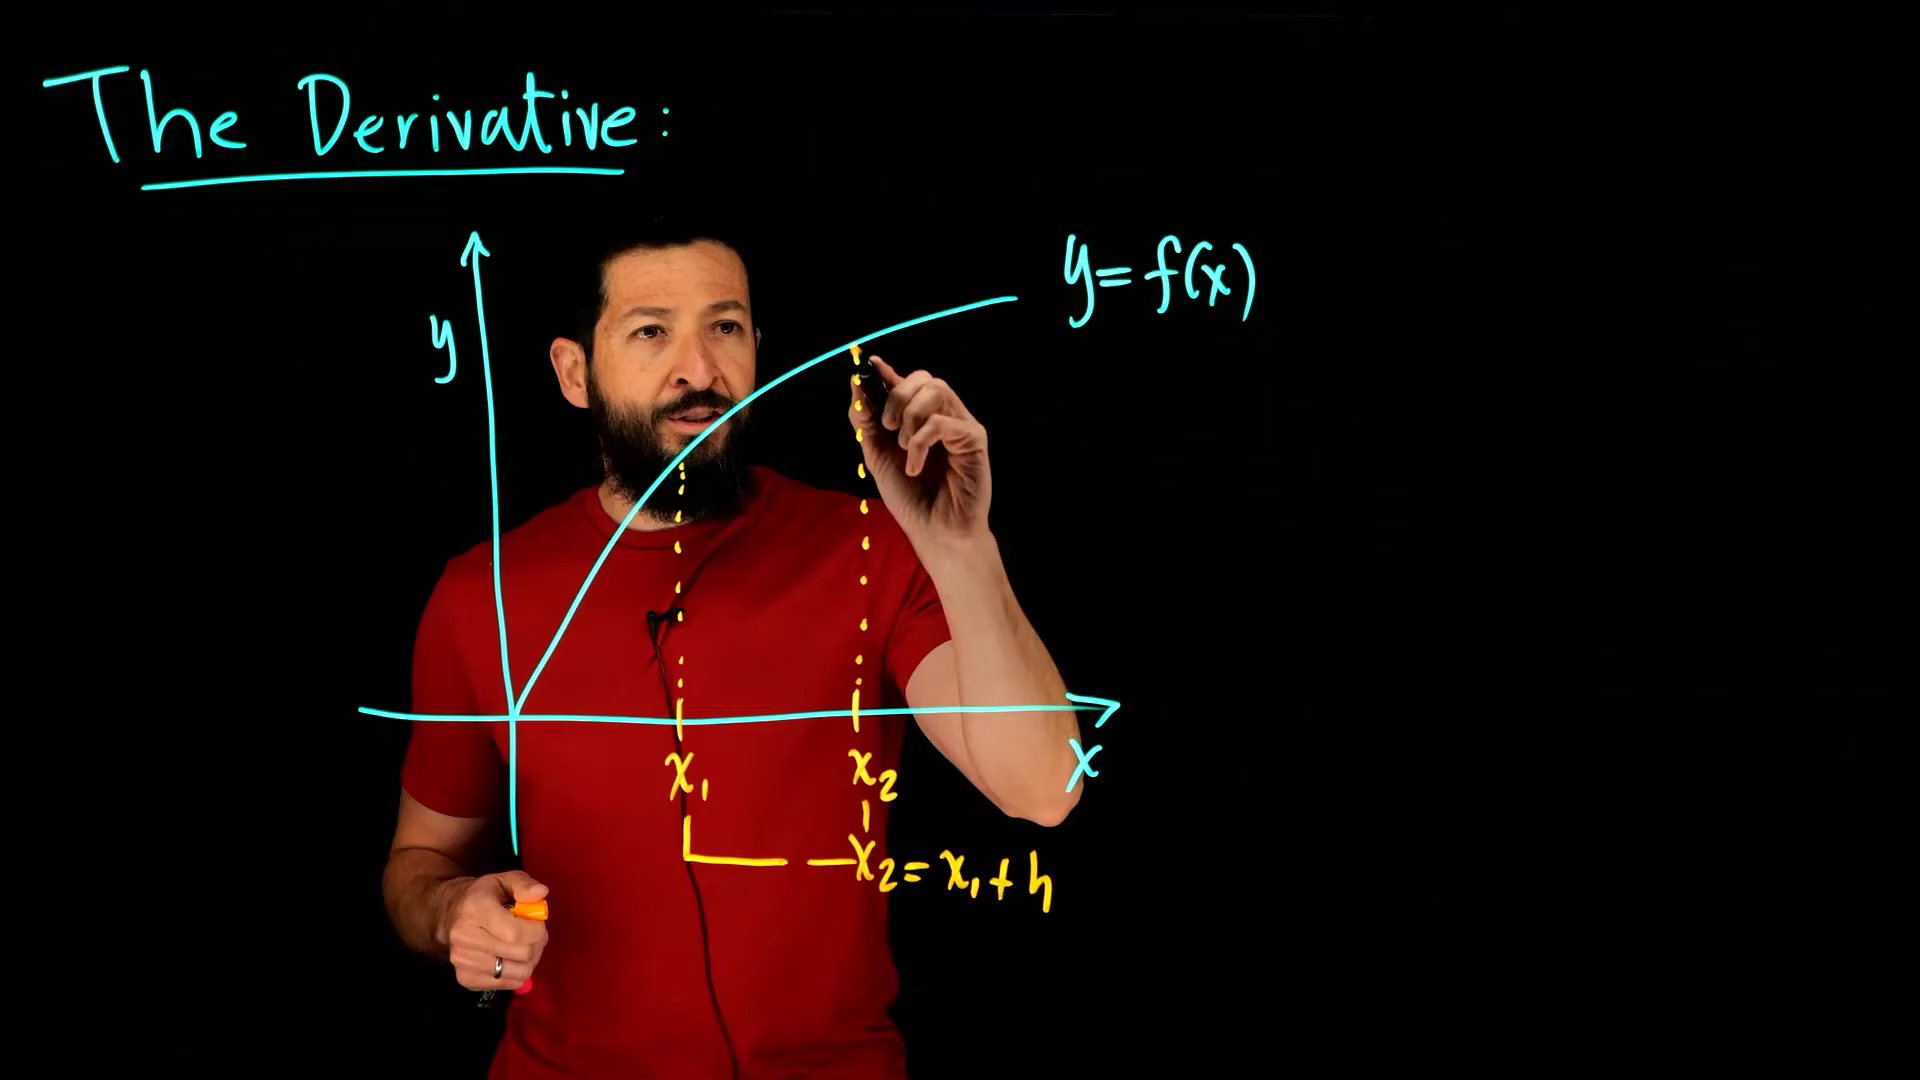 The Derivative:
y
y=f(x)
x₁
x₂
x
x₂=x₁+h